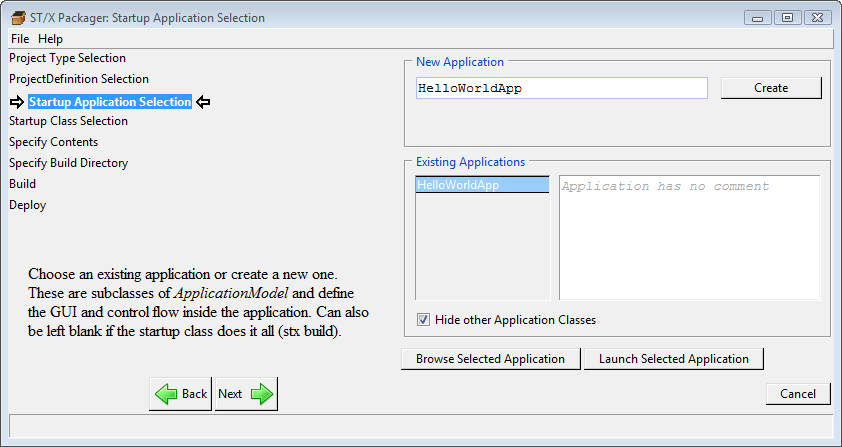 ST/X Packager: Startup Application Selection
File Help
Project Type Selection
ProjectDefinition Selection
Startup Application Selection
Startup Class Selection
Specify Contents
Specify Build Directory
Build
Deploy
Choose an existing application or create a new one.
These are subclasses of ApplicationModel and define
the GUI and control flow inside the application. Can also
be left blank if the startup class does it all (stx build).
Back Next
New Application
HelloWorldApp Create
Existing Applications
HelloWorldApp Application has no comment
Hide other Application Classes
Browse Selected Application Launch Selected Application
Cancel